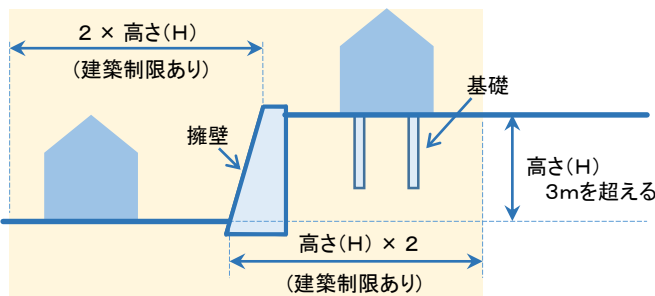 2 × 高さ(H)
(建築制限あり)
基礎
擁壁
高さ(H)
3mを超える
高さ(H) × 2
(建築制限あり)